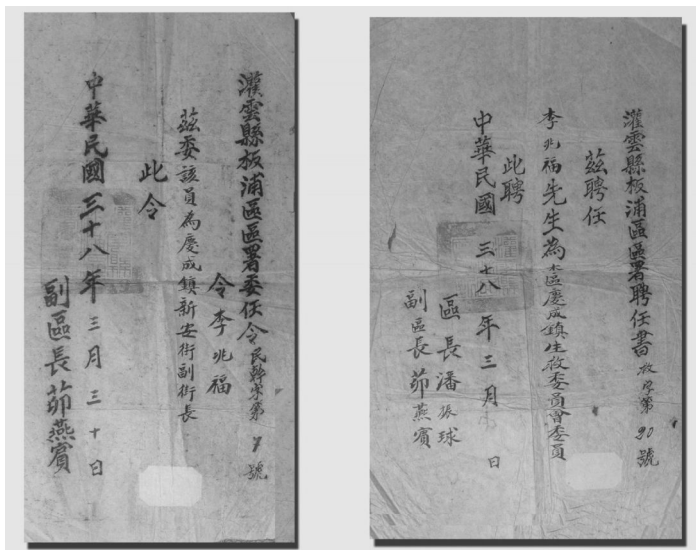 灌雲縣板浦區區署委任令 民幹字第7號
令李兆福
茲委該員為慶成鎮新安街副街長
此令
中華民國三十八年三月三十日
副區長茆燕賓
灌雲縣板浦區區署聘任書 救字第90號
茲聘任
李兆福先生為本區慶成鎮生救委員會委員
此聘
區長潘振球
副區長茆燕賓
中華民國三十八年三月 日